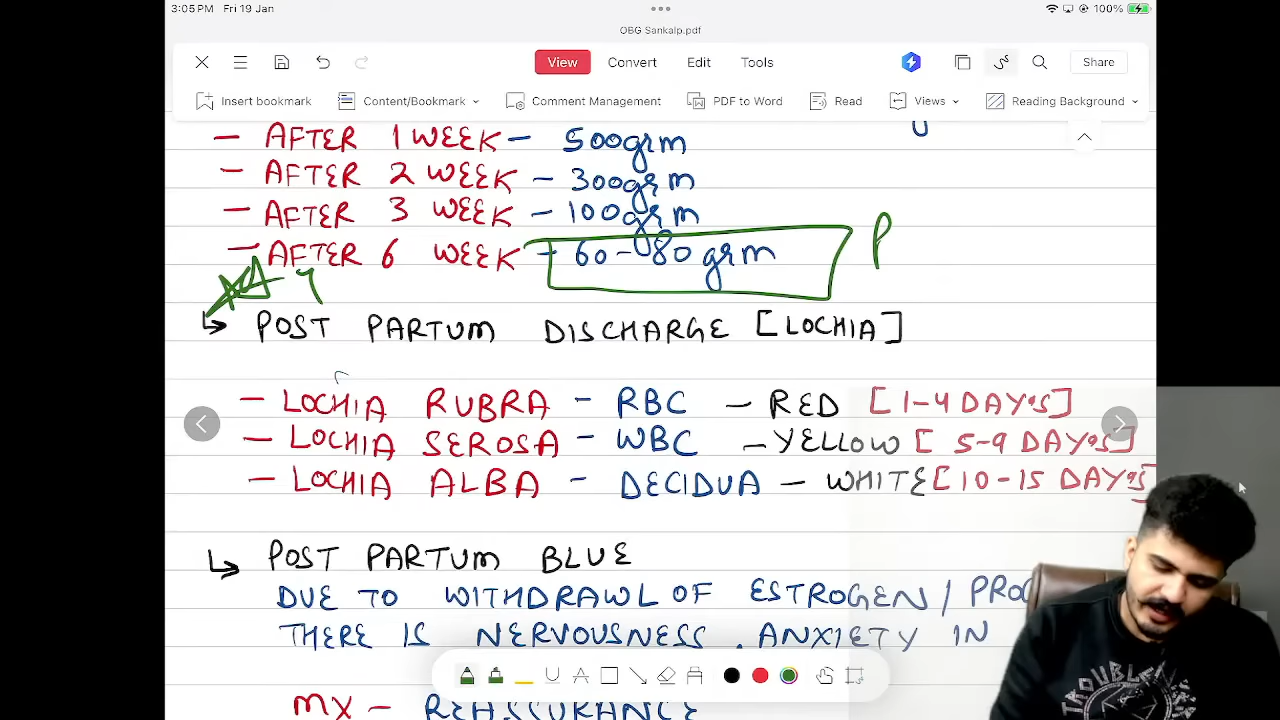 3:05 PM Fri 19 Jan
100%
OBG Sankalp.pdf
View Convert Edit Tools Share
Insert bookmark Content/Bookmark Comment Management PDF to Word Read Views Reading Background
— AFTER 1 WEEK — 500grm
— AFTER 2 WEEK — 300grm
— AFTER 3 WEEK — 100grm
— AFTER 6 WEEK — 60-80 grm
↳ POST PARTUM DISCHARGE [LOCHIA]
— LOCHIA RUBRA — RBC — RED [1-4 DAY'S]
— LOCHIA SEROSA — WBC — YELLOW [5-9 DAY'S]
— LOCHIA ALBA — DECIDUA — WHITE [10-15 DAY'S]
↳ POST PARTUM BLUE
DUE TO WITHDRAWL OF ESTROGEN / PRO
THERE IS NERVOUSNESS, ANXIETY IN
MX — REASSURANCE